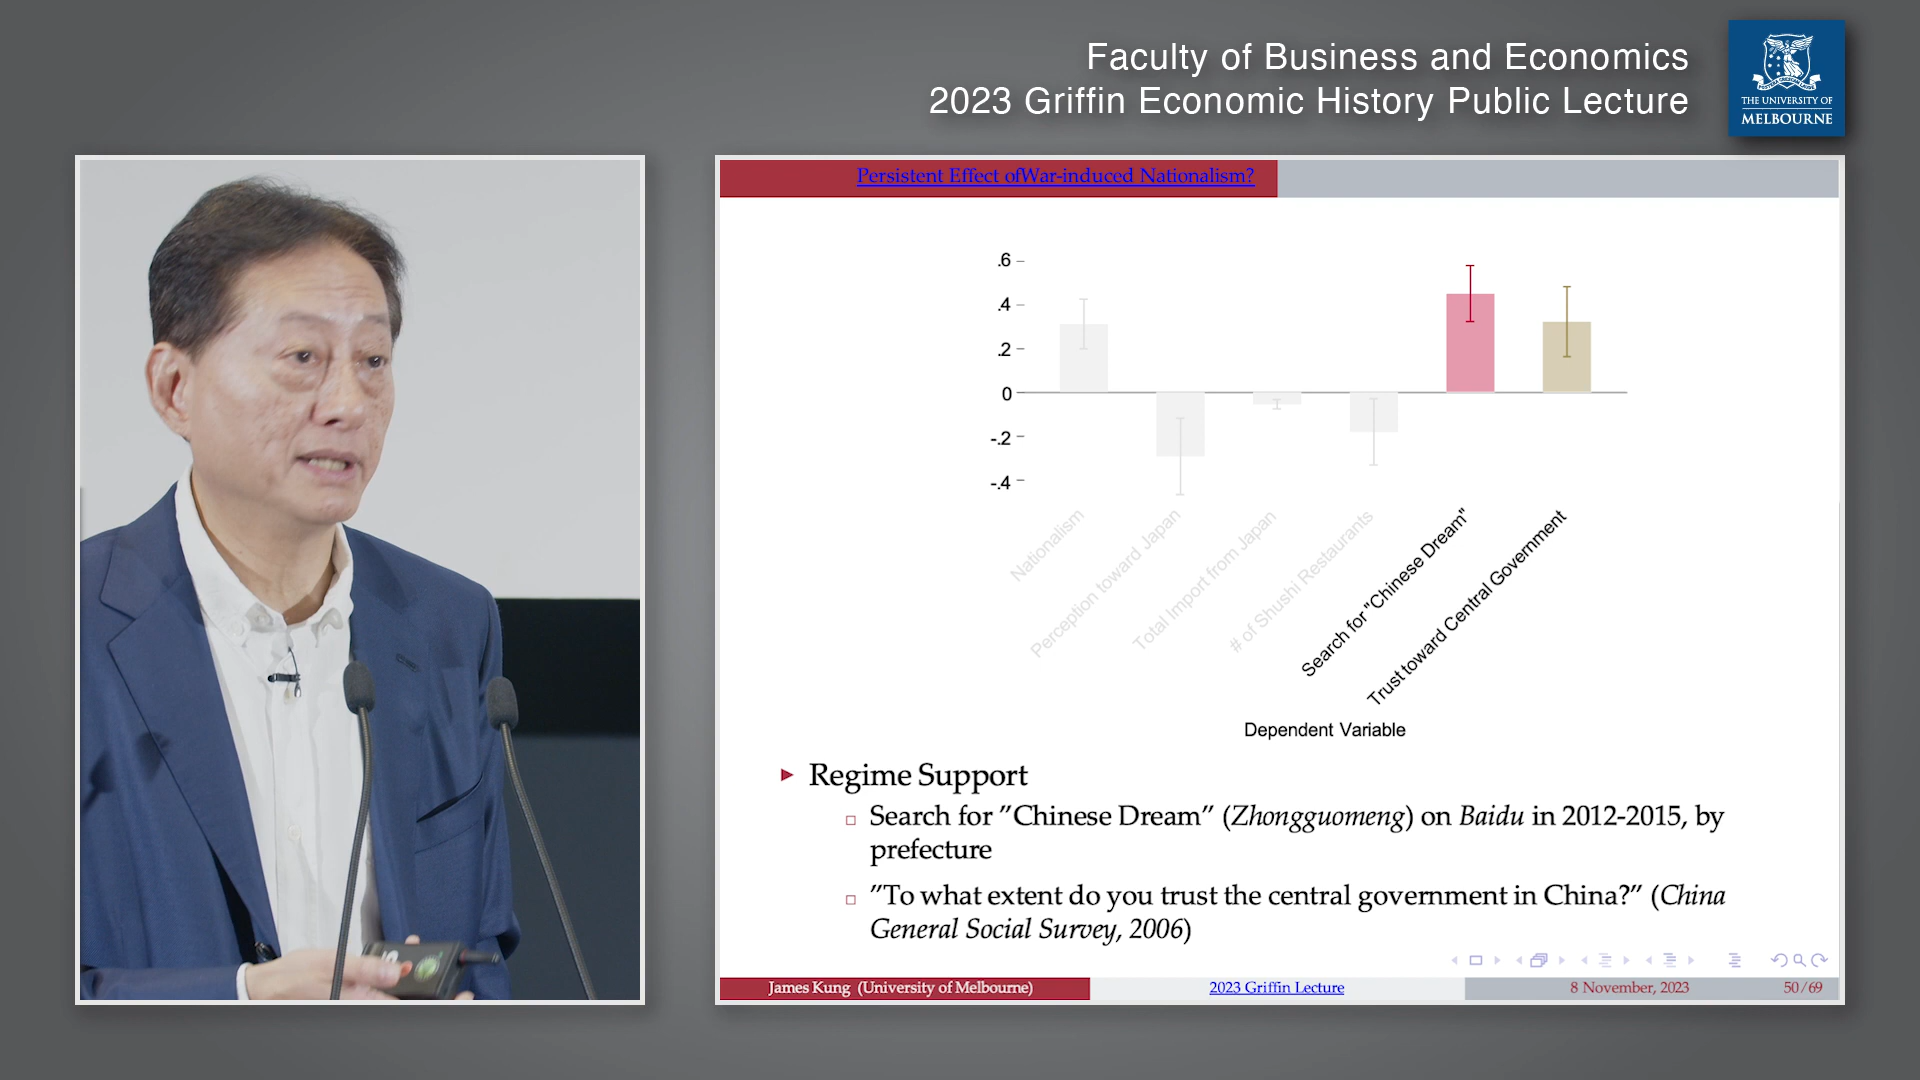 Faculty of Business and Economics
2023 Griffin Economic History Public Lecture
THE UNIVERSITY OF
MELBOURNE
Persistent Effect ofWar-induced Nationalism?
.6
.4
.2
0
-.2
-.4
Nationalism
Perception toward Japan
Total Import from Japan
# of Shushi Restaurants
Search for "Chinese Dream"
Trust toward Central Government
Dependent Variable
Regime Support
Search for ”Chinese Dream” (Zhongguomeng) on Baidu in 2012-2015, by
prefecture
”To what extent do you trust the central government in China?” (China
General Social Survey, 2006)
James Kung (University of Melbourne)
2023 Griffin Lecture
8 November, 2023
50/69